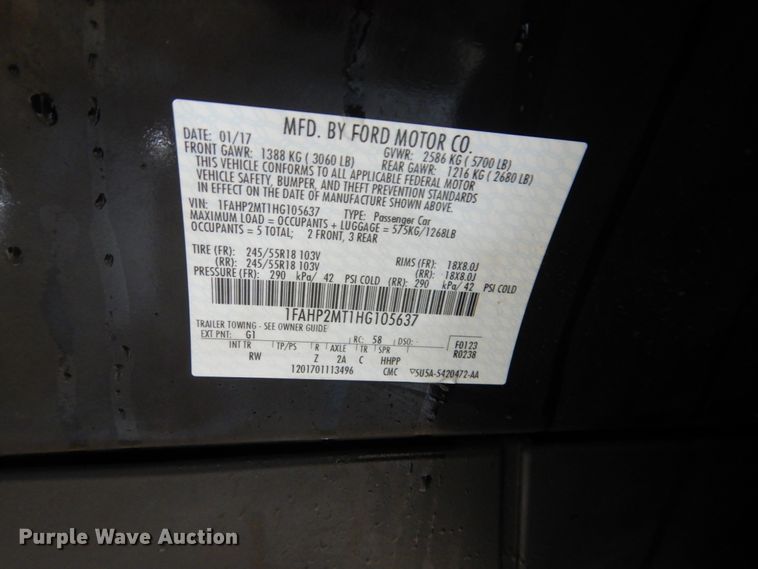 MFD. BY FORD MOTOR CO.
DATE: 01/17 GVWR: 2586 KG ( 5700 LB)
FRONT GAWR: 1388 KG ( 3060 LB) REAR GAWR: 1216 KG ( 2680 LB)
THIS VEHICLE CONFORMS TO ALL APPLICABLE FEDERAL MOTOR
VEHICLE SAFETY, BUMPER, AND THEFT PREVENTION STANDARDS
IN EFFECT ON THE DATE OF MANUFACTURE SHOWN ABOVE.
VIN: 1FAHP2MT1HG105637 TYPE: Passenger Car
MAXIMUM LOAD = OCCUPANTS + LUGGAGE = 575KG/1268LB
OCCUPANTS = 5 TOTAL; 2 FRONT, 3 REAR
TIRE (FR): 245/55R18 103V RIMS (FR): 18X8.0J
(RR): 245/55R18 103V (RR): 18X8.0J
PRESSURE (FR): 290 kPa/ 42 PSI COLD (RR): 290 kPa/ 42 PSI COLD
1FAHP2MT1HG105637
TRAILER TOWING - SEE OWNER GUIDE
EXT PNT: G1 RC: 58 DSO: F0123
R0238
INT TR TP/PS R AXLE TR SPR
RW Z 2A C HHPP
1201701113496 CMC 5U5A-5420472-AA
Purple Wave Auction